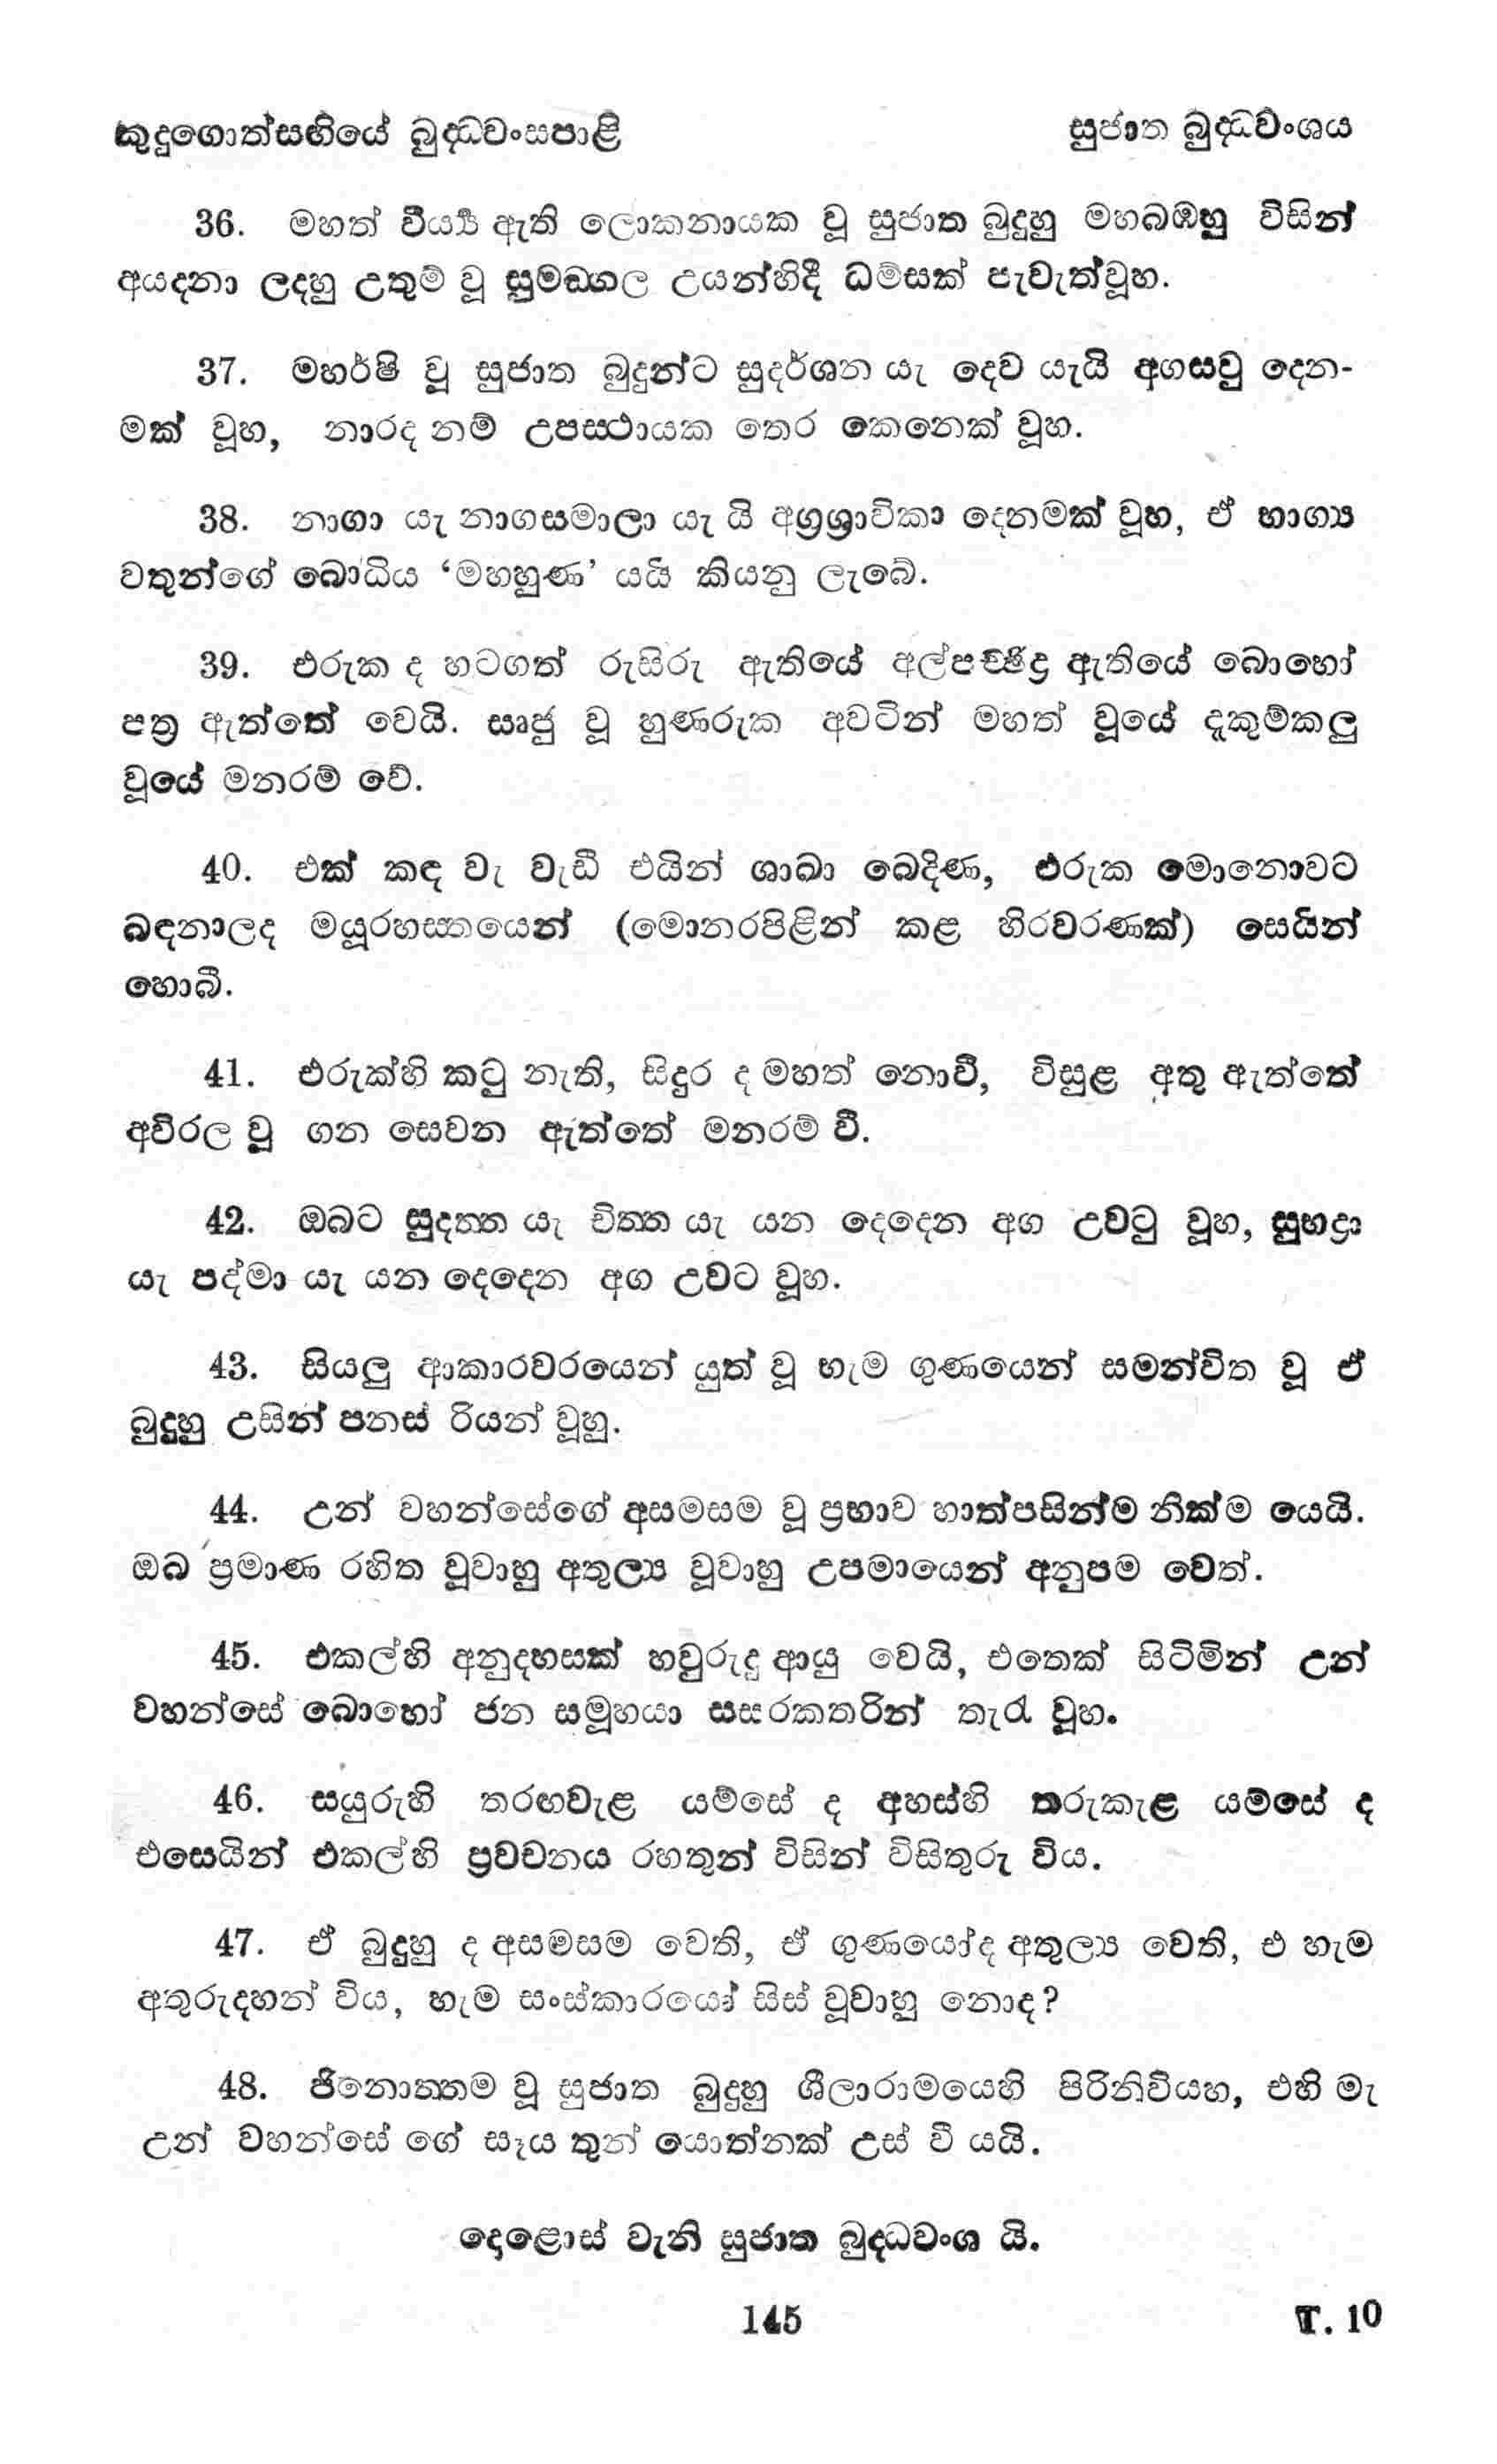 කුදුගොත්සඟියේ බුද්ධවංසපාළි
සුජාත බුද්ධවංශය
36. මහත් වීර්‍ය්‍ය ඇති ලොකනායක වූ සුජාත බුදුහු මහබඹහු විසින්
අයදනා ලදහු උතුම් වූ සුමඞ්ගල උයන්හිදී ධම්සක් පැවැත්වූහ.
37. මහර්ෂි වූ සුජාත බුදුන්ට සුදර්ශන යැ දෙව යැයි අගසවු දෙන-
මක් වූහ, නාරද නම් උපස්ථායක තෙර කෙනෙක් වූහ.
38. නාගා යැ නාගසමාලා යැ යි අග්‍රශ්‍රාවිකා දෙනමක් වූහ, ඒ භාග්‍ය
වතුන්ගේ බොධිය ‘මහහුණ’ යයි කියනු ලැබේ.
39. එරුක ද හටගත් රුසිරු ඇතියේ අල්පච්ඡිද්‍ර ඇතියේ බොහෝ
පත්‍ර ඇත්තේ වෙයි. ඍජු වූ හුණරුක අවටින් මහත් වූයේ දැකුම්කලු
වූයේ මනරම් වේ.
40. එක් කඳ වැ වැඩී එයින් ශාඛා බෙදිණ, එරුක මොනොවට
බඳනාලද මයූරහස්තයෙන් (මොනරපිළින් කළ හිරවරණක්) සෙයින්
හොබී.
41. එරුක්හි කටු නැති, සිදුර ද මහත් නොවී, විසුළ අතු ඇත්තේ
අවිරල වූ ගන සෙවන ඇත්තේ මනරම් වී.
42. ඔබට සුදත්ත යැ චිත්ත යැ යන දෙදෙන අග උවටු වූහ, සුභද්‍රා
යැ පද්මා යැ යන දෙදෙන අග උවට වූහ.
43. සියලු ආකාරවරයෙන් යුත් වූ හැම ගුණයෙන් සමන්විත වූ ඒ
බුදුහු උසින් පනස් රියන් වූහු.
44. උන් වහන්සේගේ අසමසම වූ ප්‍රභාව හාත්පසින්ම නික්ම යෙයි.
ඔබ ප්‍රමාණ රහිත වූවාහු අතුල්‍ය වූවාහු උපමායෙන් අනුපම වෙත්.
45. එකල්හි අනූදහසක් හවුරුදු ආයු වෙයි, එතෙක් සිටිමින් උන්
වහන්සේ බොහෝ ජන සමූහයා සසරකතරින් තැරූ වූහ.
46. සයුරුහි තරඟවැළ යම්සේ ද අහස්හි තරුකැළ යම්සේ ද
එසෙයින් එකල්හි ප්‍රවචනය රහතුන් විසින් විසිතුරු විය.
47. ඒ බුදුහු ද අසමසම වෙති, ඒ ගුණයෝද අතුල්‍ය වෙති, එ හැම
අතුරුදහන් විය, හැම සංස්කාරයෝ සිස් වූවාහු නොද?
48. ජිනොත්තම වූ සුජාත බුදුහු ශීලාරාමයෙහි පිරිනිවියහ, එහි මැ
උන් වහන්සේ ගේ සෑය තුන් යොත්නක් උස් වී යයි.
දොළොස් වැනි සුජාත බුද්ධවංශ යි.
145
T. 10